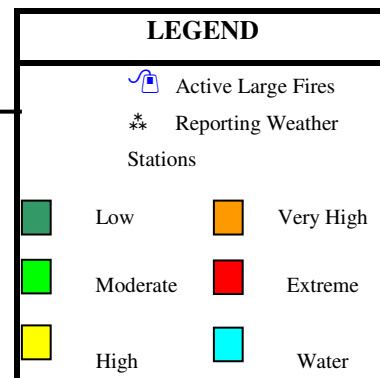 LEGEND
Active Large Fires
⁂ Reporting Weather
Stations
Low Very High
Moderate Extreme
High Water